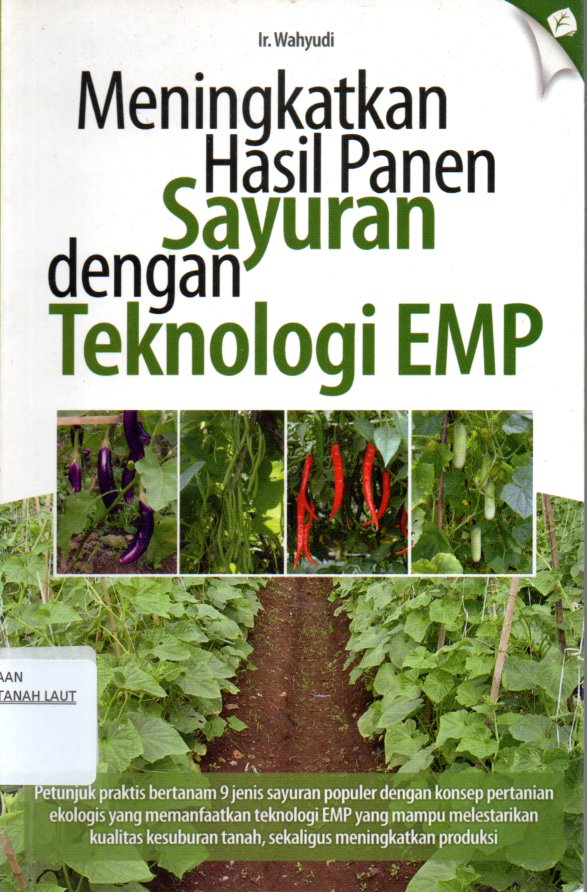 Ir. Wahyudi
Meningkatkan
Hasil Panen
Sayuran
dengan
Teknologi EMP
AAN
TANAH LAUT
Petunjuk praktis bertanam 9 jenis sayuran populer dengan konsep pertanian
ekologis yang memanfaatkan teknologi EMP yang mampu melestarikan
kualitas kesuburan tanah, sekaligus meningkatkan produksi